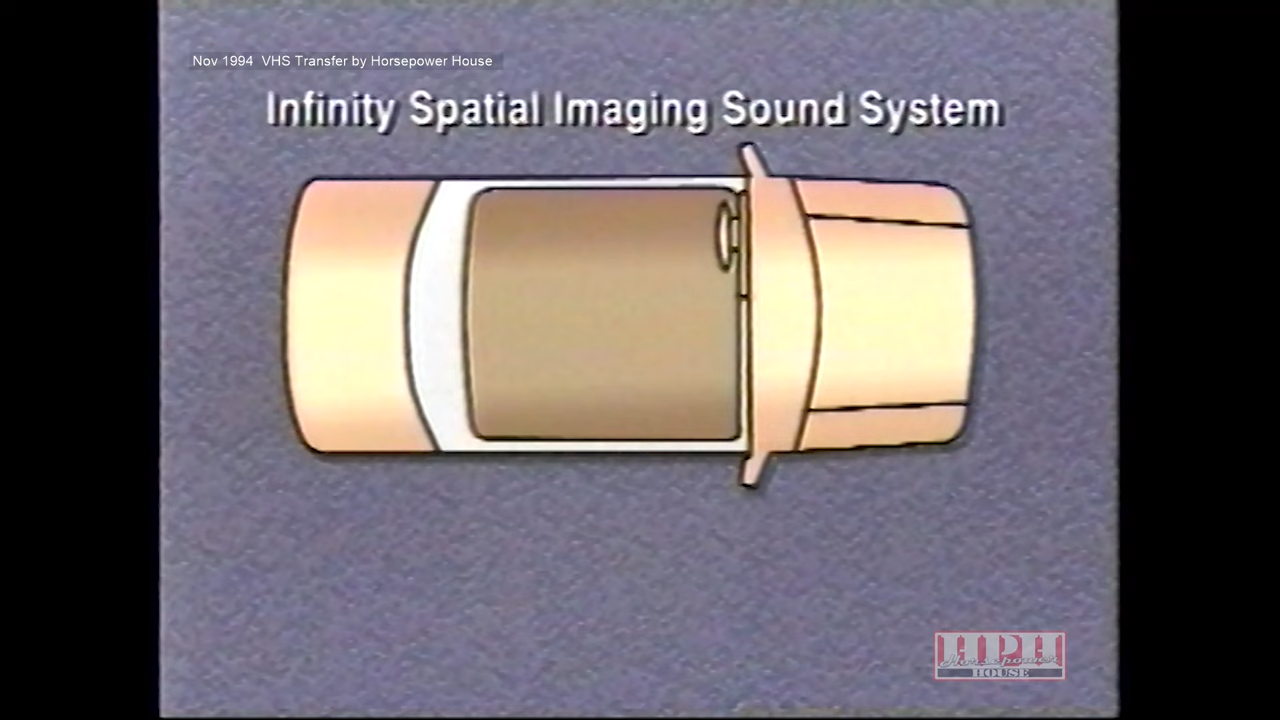 Nov 1994  VHS Transfer by Horsepower House
Infinity Spatial Imaging Sound System
HPH
Horsepower
HOUSE